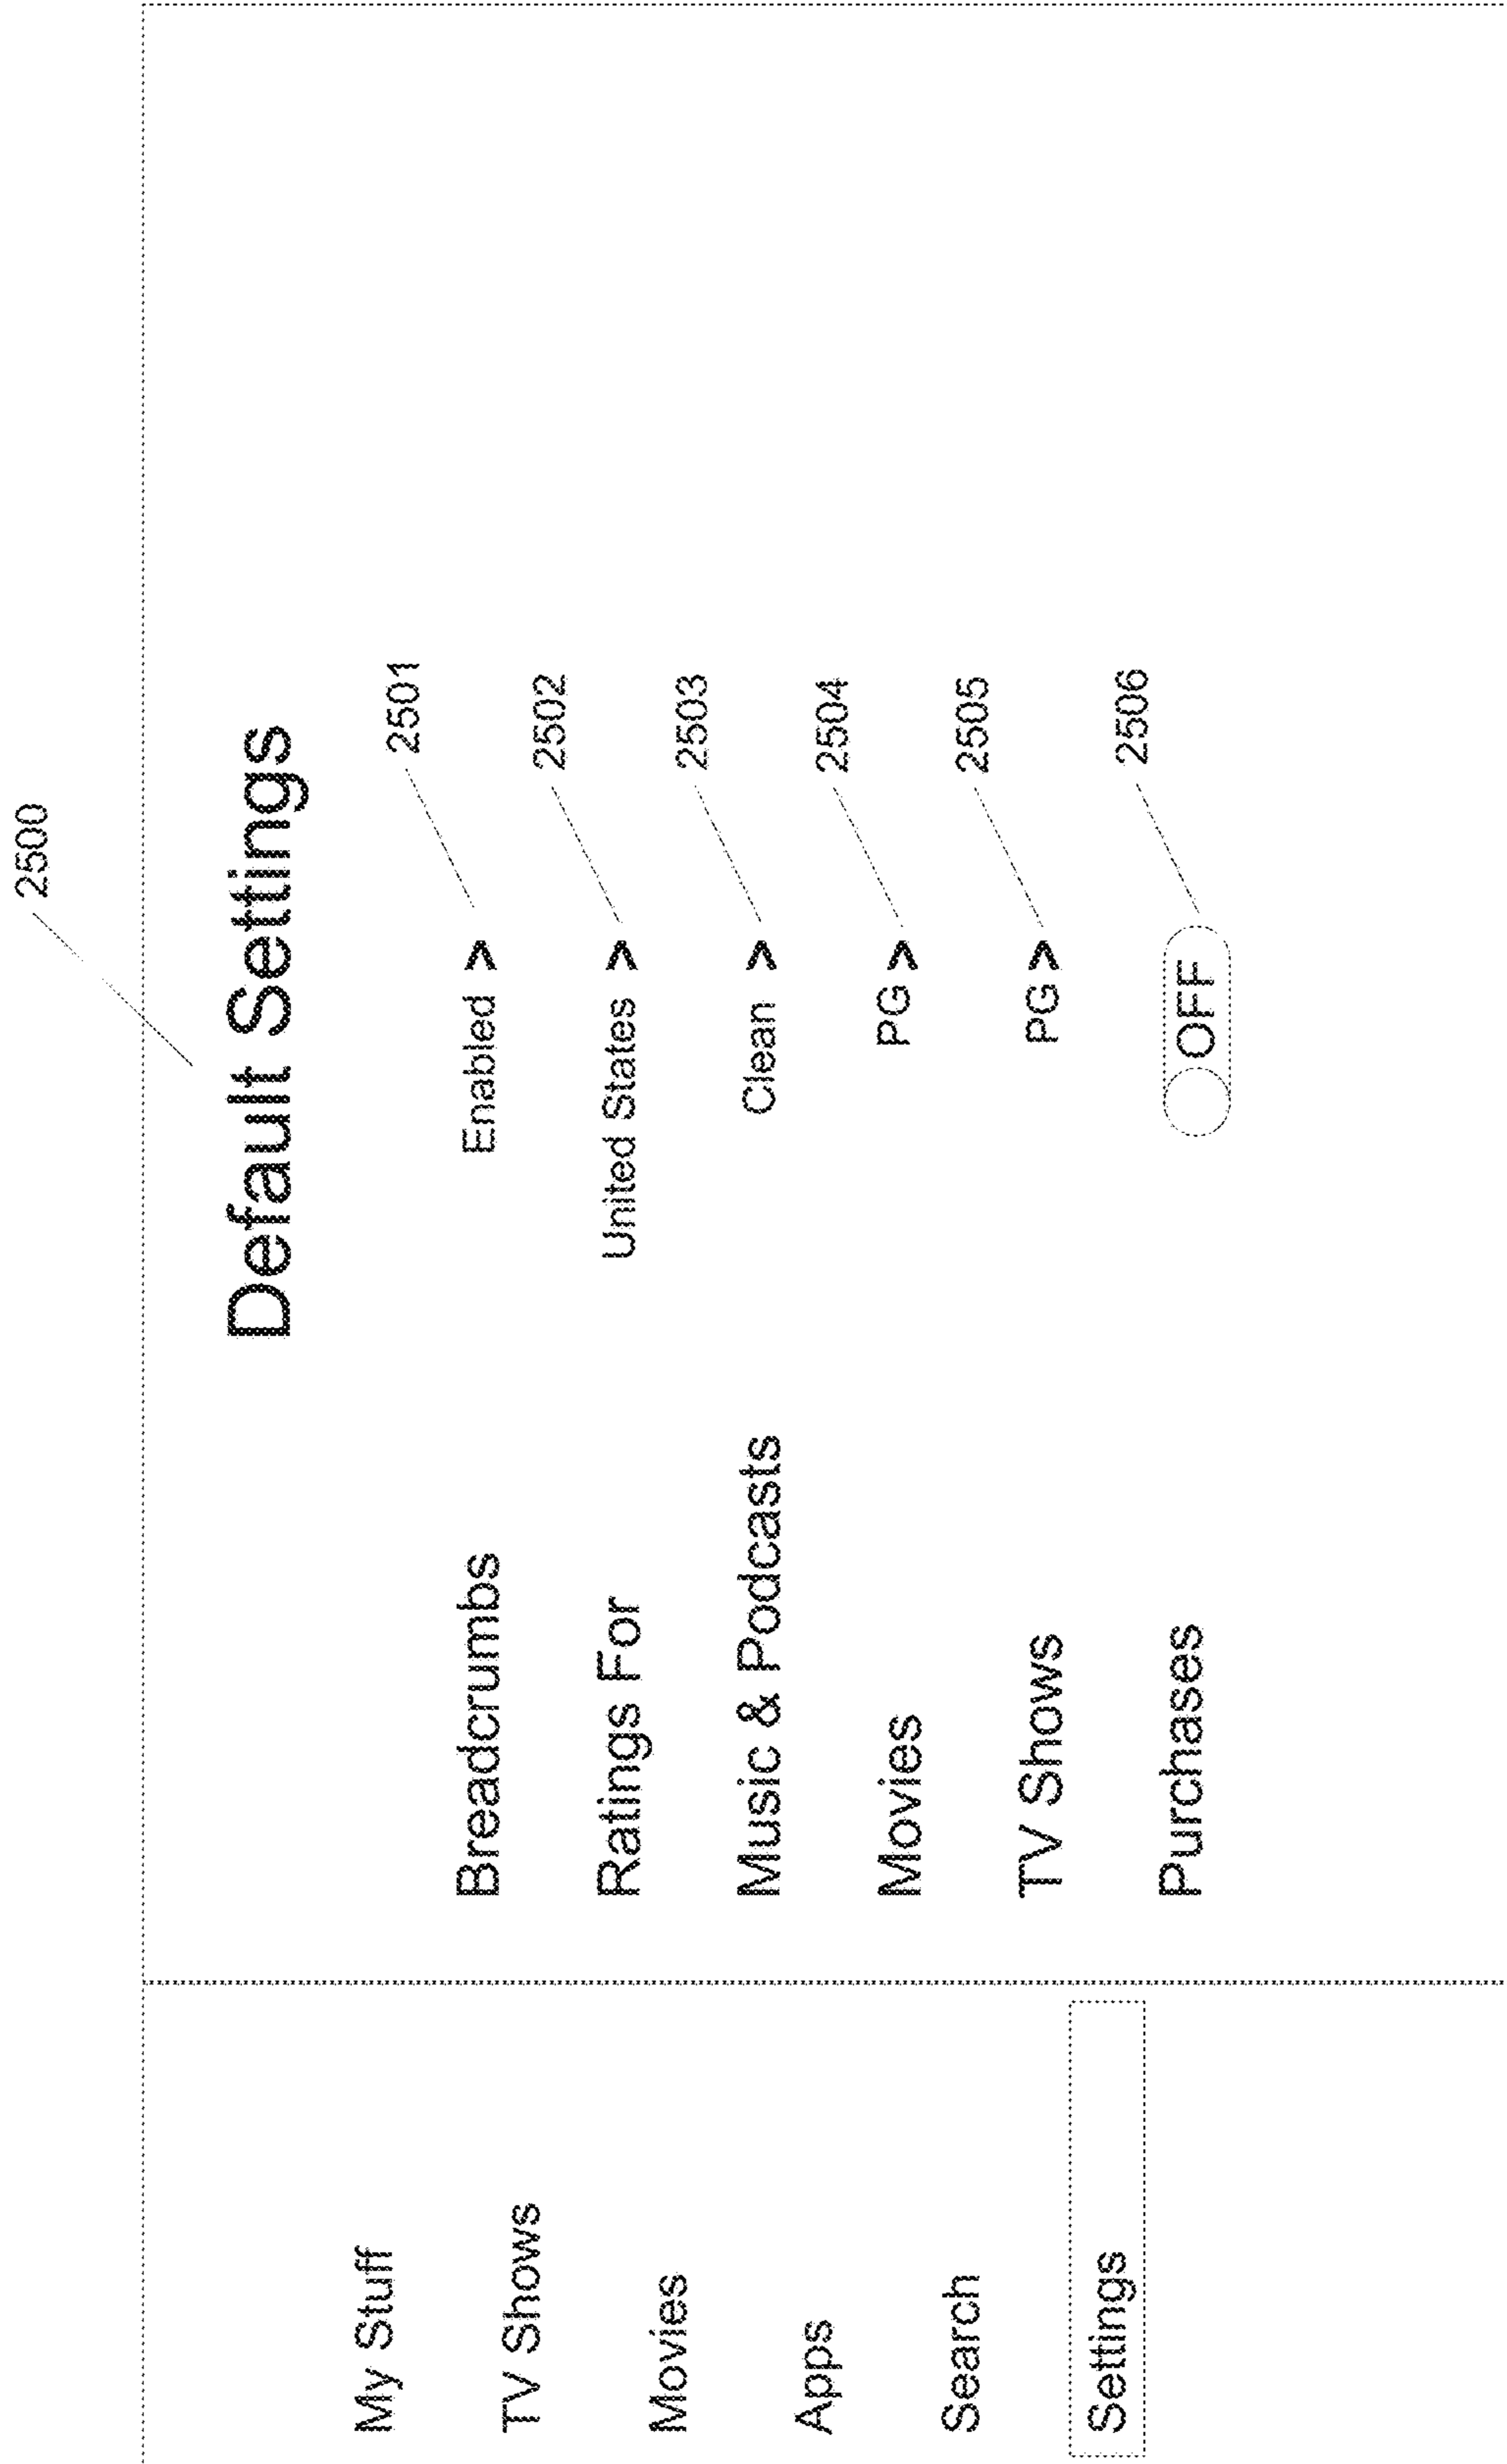 2500
Default Settings
My Stuff
TV Shows
Movies
Apps
Search
Settings
Breadcrumbs Enabled > 2501
Ratings For United States > 2502
Music & Podcasts Clean > 2503
Movies PG > 2504
TV Shows PG > 2505
Purchases OFF 2506